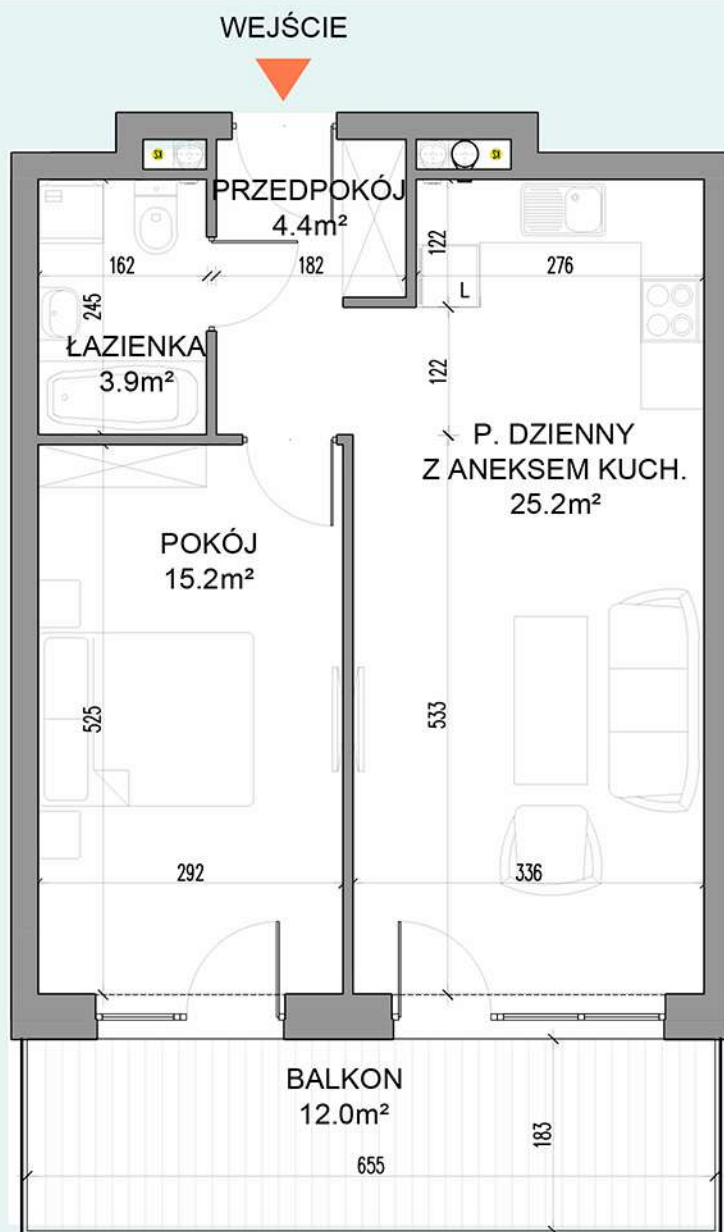 WEJŚCIE
PRZEDPOKÓJ
4.4m²
162
182
122
276
L
245
ŁAZIENKA
3.9m²
122
P. DZIENNY
Z ANEKSEM KUCH.
25.2m²
POKÓJ
15.2m²
525
533
292
336
BALKON
12.0m²
183
655